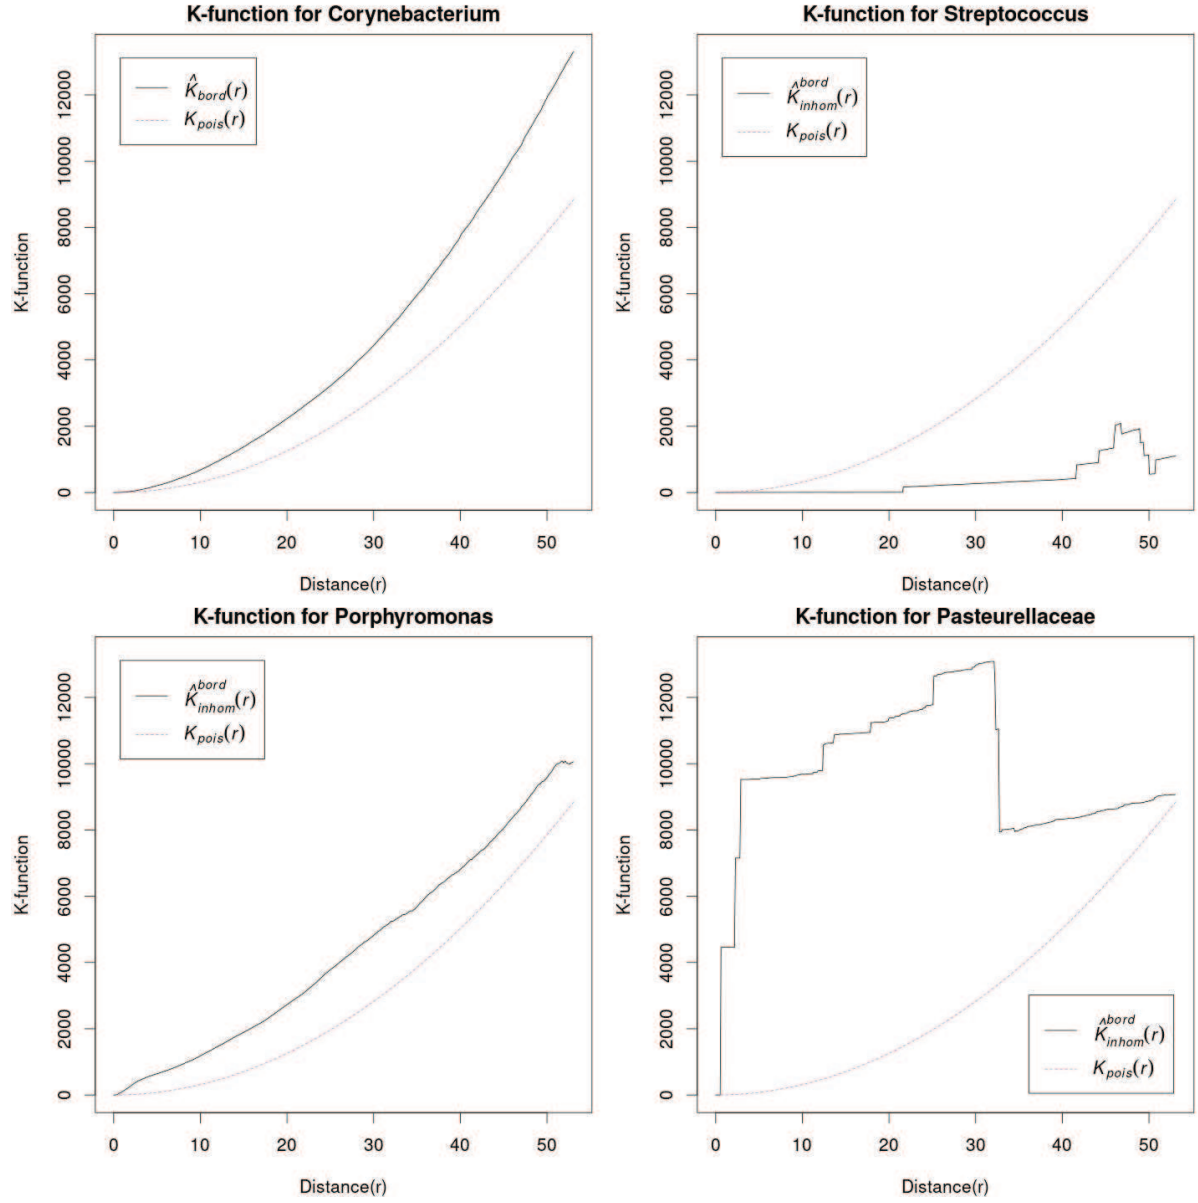 K-function for Corynebacterium
K̂bord(r)
Kpois(r)
K-function
0
2000
4000
6000
8000
10000
12000
0 10 20 30 40 50
Distance(r)
K-function for Streptococcus
K̂bordinhom(r)
Kpois(r)
K-function
0
2000
4000
6000
8000
10000
12000
0 10 20 30 40 50
Distance(r)
K-function for Porphyromonas
K̂bordinhom(r)
Kpois(r)
K-function
0
2000
4000
6000
8000
10000
12000
0 10 20 30 40 50
Distance(r)
K-function for Pasteurellaceae
K-function
0
2000
4000
6000
8000
10000
12000
K̂bordinhom(r)
Kpois(r)
0 10 20 30 40 50
Distance(r)